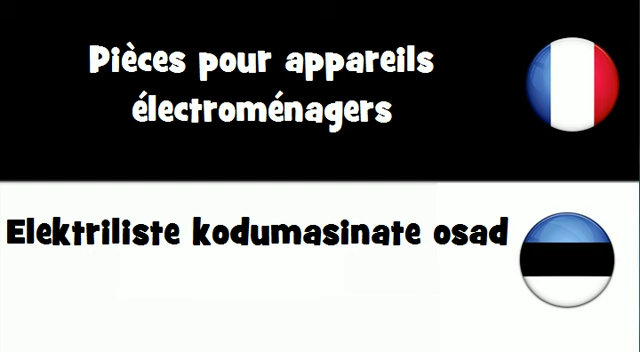 Pièces pour appareils
électroménagers
Elektriliste kodumasinate osad